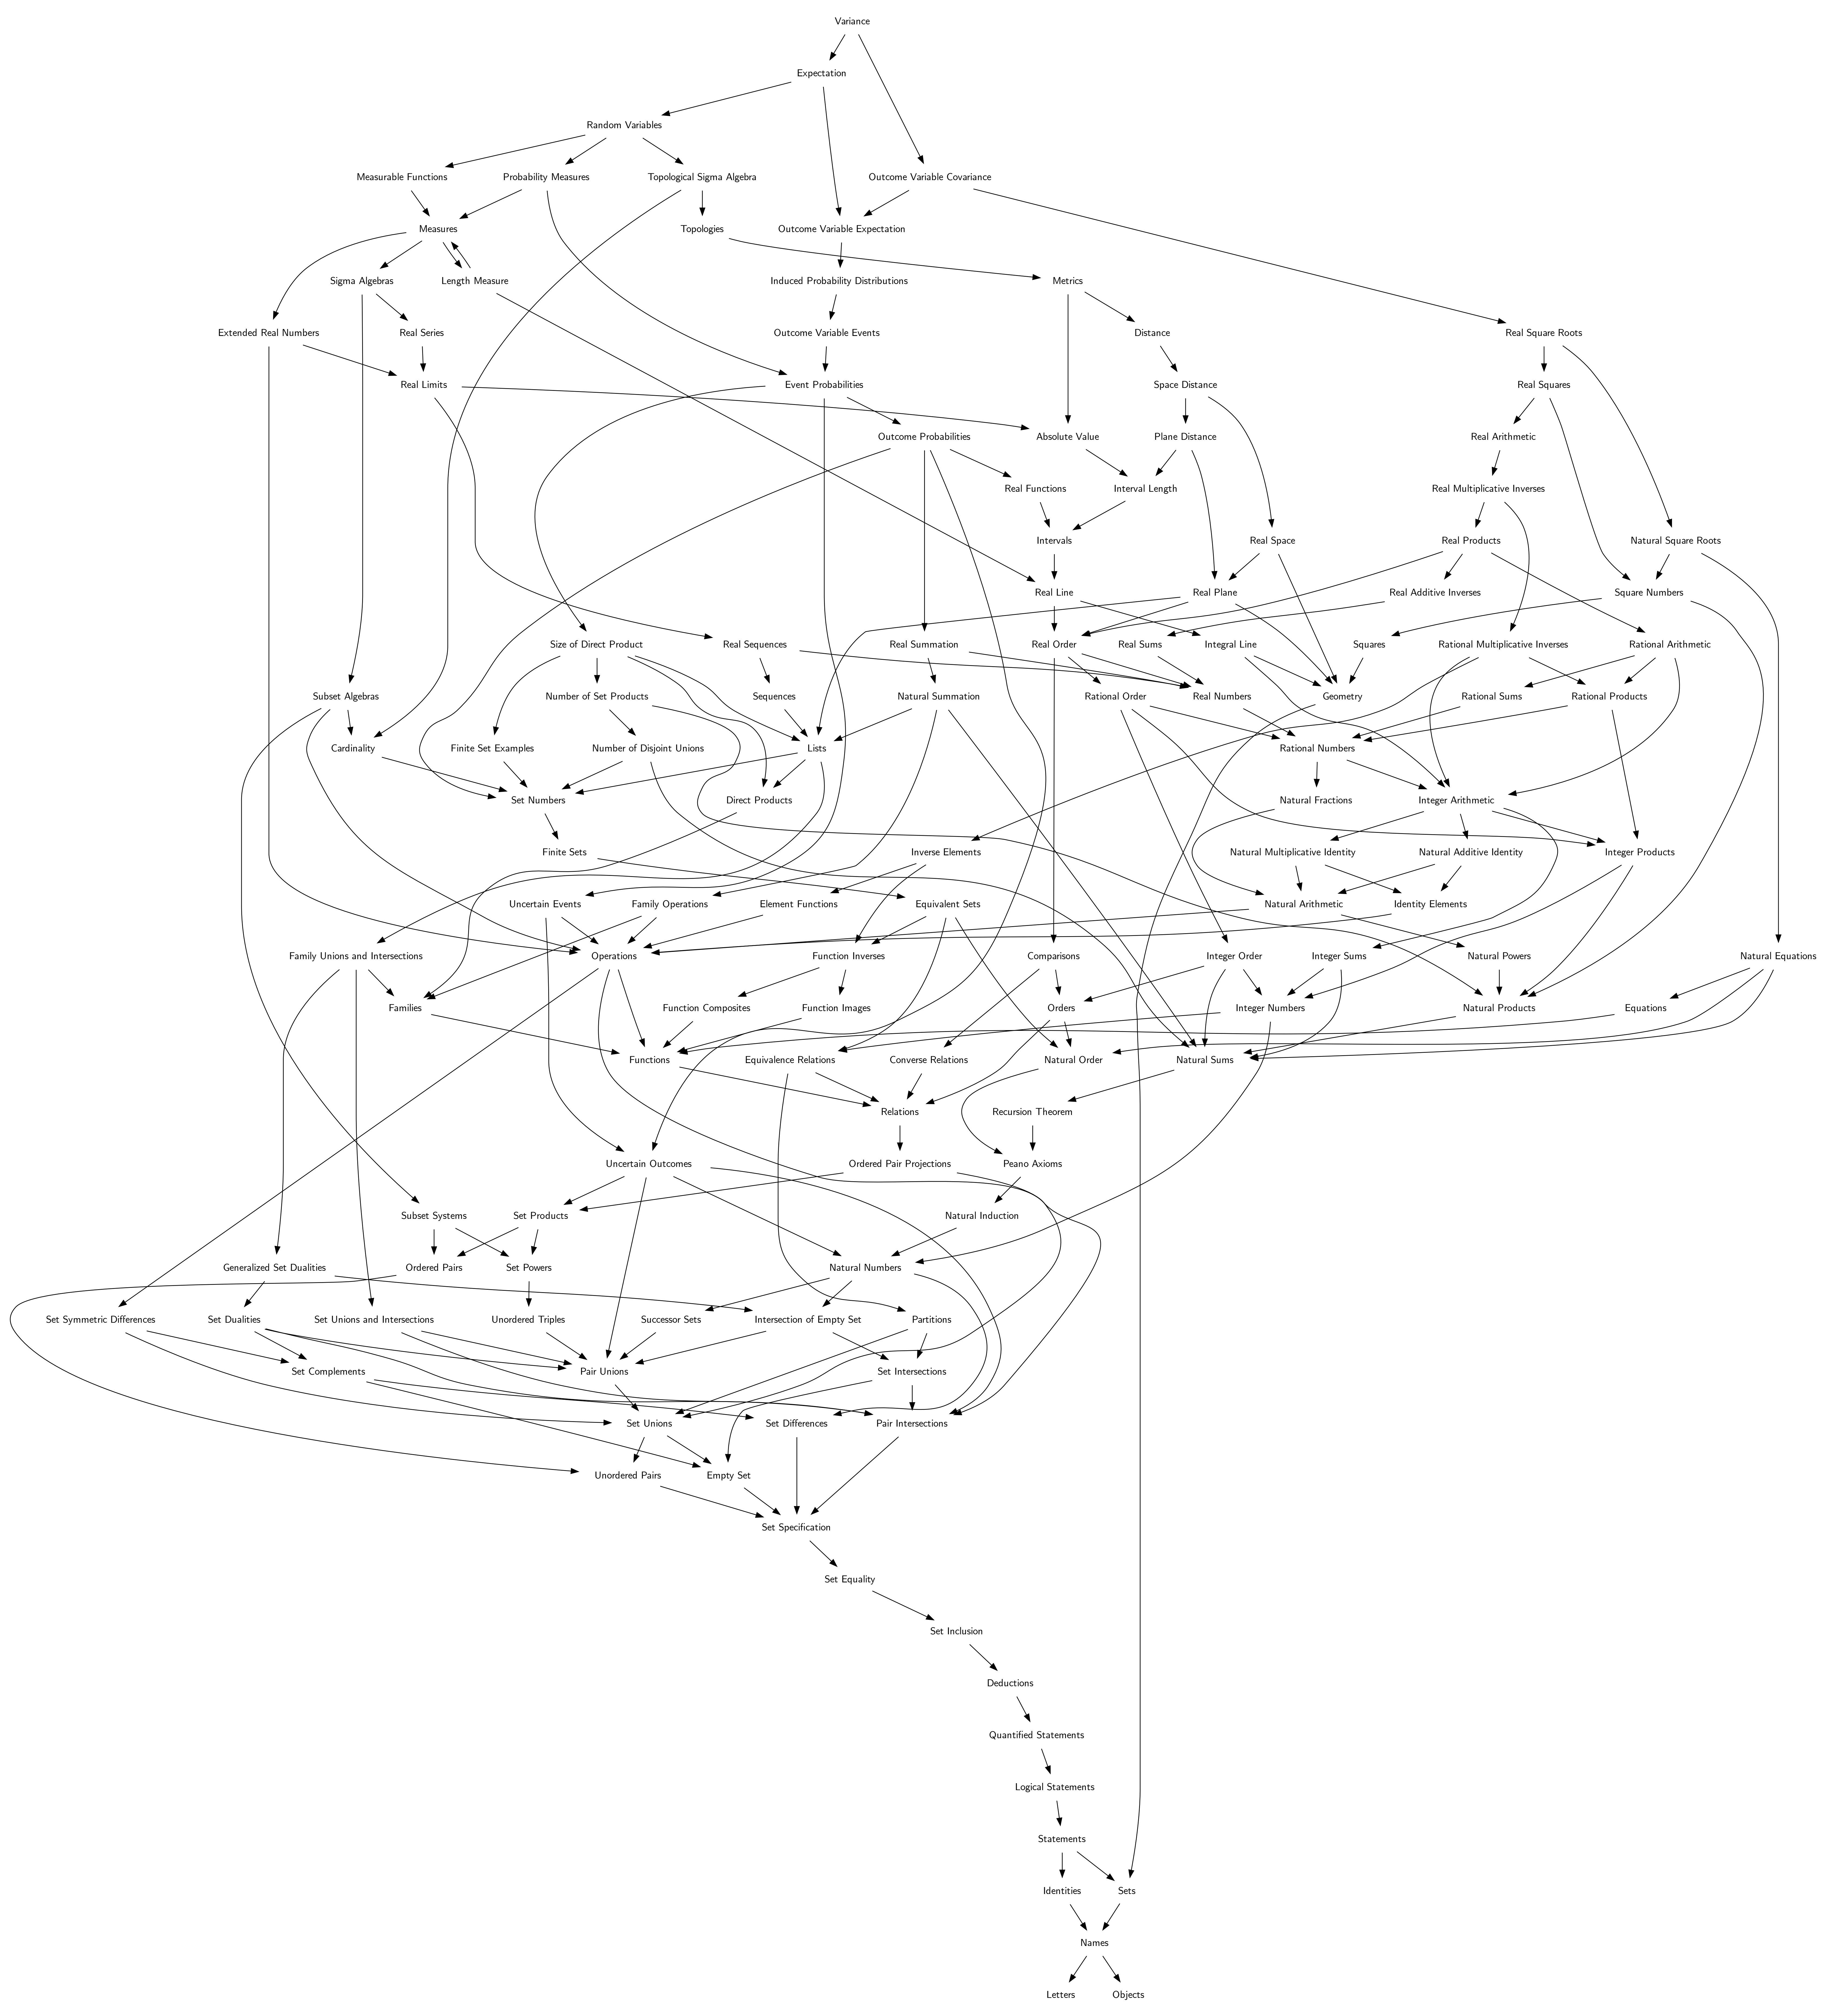 Variance
Expectation
Random Variables
Measurable Functions
Probability Measures
Topological Sigma Algebra
Outcome Variable Covariance
Measures
Topologies
Outcome Variable Expectation
Sigma Algebras
Length Measure
Induced Probability Distributions
Metrics
Extended Real Numbers
Real Series
Outcome Variable Events
Distance
Real Square Roots
Real Limits
Event Probabilities
Space Distance
Real Squares
Outcome Probabilities
Absolute Value
Plane Distance
Real Arithmetic
Real Functions
Interval Length
Real Multiplicative Inverses
Intervals
Real Space
Real Products
Natural Square Roots
Real Line
Real Plane
Real Additive Inverses
Square Numbers
Size of Direct Product
Real Sequences
Real Summation
Real Order
Real Sums
Integral Line
Squares
Rational Multiplicative Inverses
Rational Arithmetic
Subset Algebras
Number of Set Products
Sequences
Natural Summation
Rational Order
Real Numbers
Geometry
Rational Sums
Rational Products
Cardinality
Finite Set Examples
Number of Disjoint Unions
Lists
Rational Numbers
Set Numbers
Direct Products
Natural Fractions
Integer Arithmetic
Finite Sets
Inverse Elements
Natural Multiplicative Identity
Natural Additive Identity
Integer Products
Uncertain Events
Family Operations
Element Functions
Equivalent Sets
Natural Arithmetic
Identity Elements
Family Unions and Intersections
Operations
Function Inverses
Comparisons
Integer Order
Integer Sums
Natural Powers
Natural Equations
Families
Function Composites
Function Images
Orders
Integer Numbers
Natural Products
Equations
Functions
Equivalence Relations
Converse Relations
Natural Order
Natural Sums
Relations
Recursion Theorem
Uncertain Outcomes
Ordered Pair Projections
Peano Axioms
Subset Systems
Set Products
Natural Induction
Generalized Set Dualities
Ordered Pairs
Set Powers
Natural Numbers
Set Symmetric Differences
Set Dualities
Set Unions and Intersections
Unordered Triples
Successor Sets
Intersection of Empty Set
Partitions
Set Complements
Pair Unions
Set Intersections
Set Unions
Set Differences
Pair Intersections
Unordered Pairs
Empty Set
Set Specification
Set Equality
Set Inclusion
Deductions
Quantified Statements
Logical Statements
Statements
Identities
Sets
Names
Letters
Objects